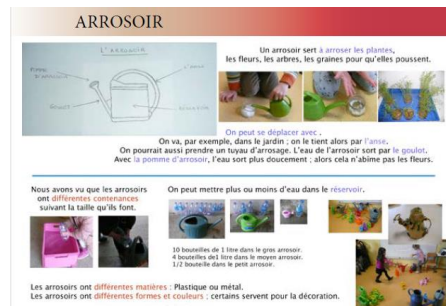 ARROSOIR
L'ARROSOIR
POMME
D'ARROSOIR
L'ANSE
GOULOT
RÉSERVOIR
Un arrosoir sert à arroser les plantes,
les fleurs, les arbres, les graines pour qu'elles poussent.
On peut se déplacer avec .
On va, par exemple, dans le jardin ; on le tient alors par l'anse.
On pourrait aussi prendre un tuyau d'arrosage. L'eau de l'arrosoir sort par le goulot.
Avec la pomme d'arrosoir, l'eau sort plus doucement ; alors cela n'abîme pas les fleurs.
Nous avons vu que les arrosoirs
ont différentes contenances
suivant la taille qu'ils font.
On peut mettre plus ou moins d'eau dans le réservoir.
10 bouteilles de 1 litre dans le gros arrosoir.
4 bouteilles de1 litre dans le moyen arrosoir.
1/2 bouteille dans le petit arrosoir.
Les arrosoirs ont différentes matières : Plastique ou métal.
Les arrosoirs ont différentes formes et couleurs ; certains servent pour la décoration.